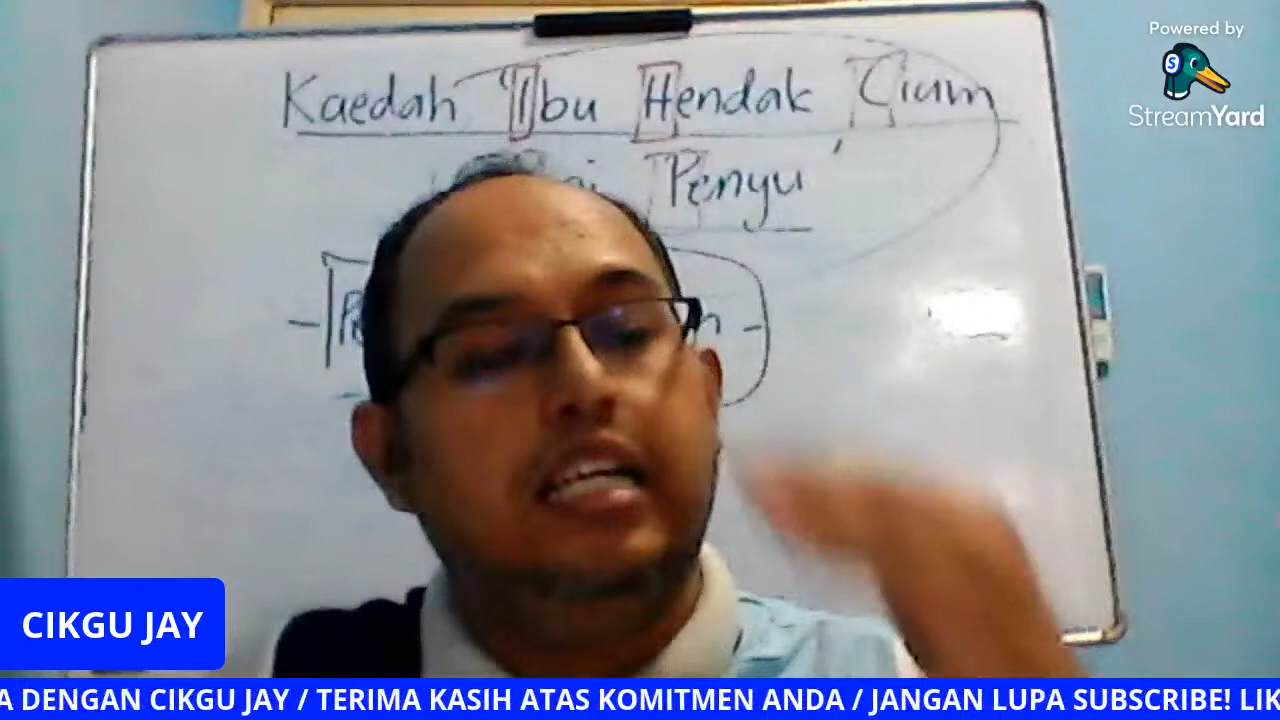 Powered by
StreamYard
Kaedah "Ibu Hendak Cium
Penyu'
CIKGU JAY
A DENGAN CIKGU JAY / TERIMA KASIH ATAS KOMITMEN ANDA / JANGAN LUPA SUBSCRIBE! LIK